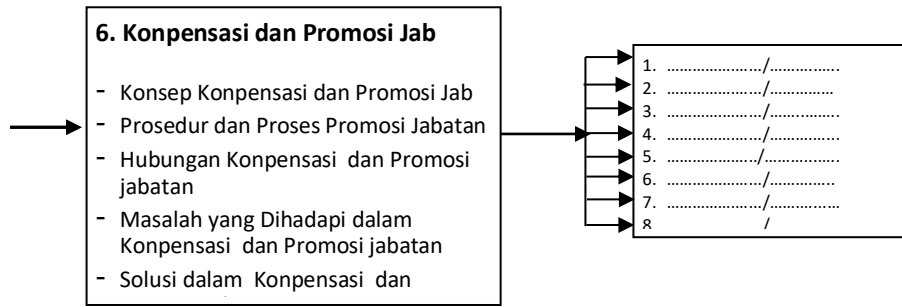 6. Konpensasi dan Promosi Jab
- Konsep Konpensasi dan Promosi Jab
- Prosedur dan Proses Promosi Jabatan
- Hubungan Konpensasi  dan Promosi
jabatan
- Masalah yang Dihadapi dalam
Konpensasi  dan Promosi jabatan
- Solusi dalam  Konpensasi  dan
1. ...................../...............
2. ...................../..............
3. ...................../...............
4. ...................../...............
5. ..................../.................
6. ...................../..............
7. ...................../...............
8 ...................../...............